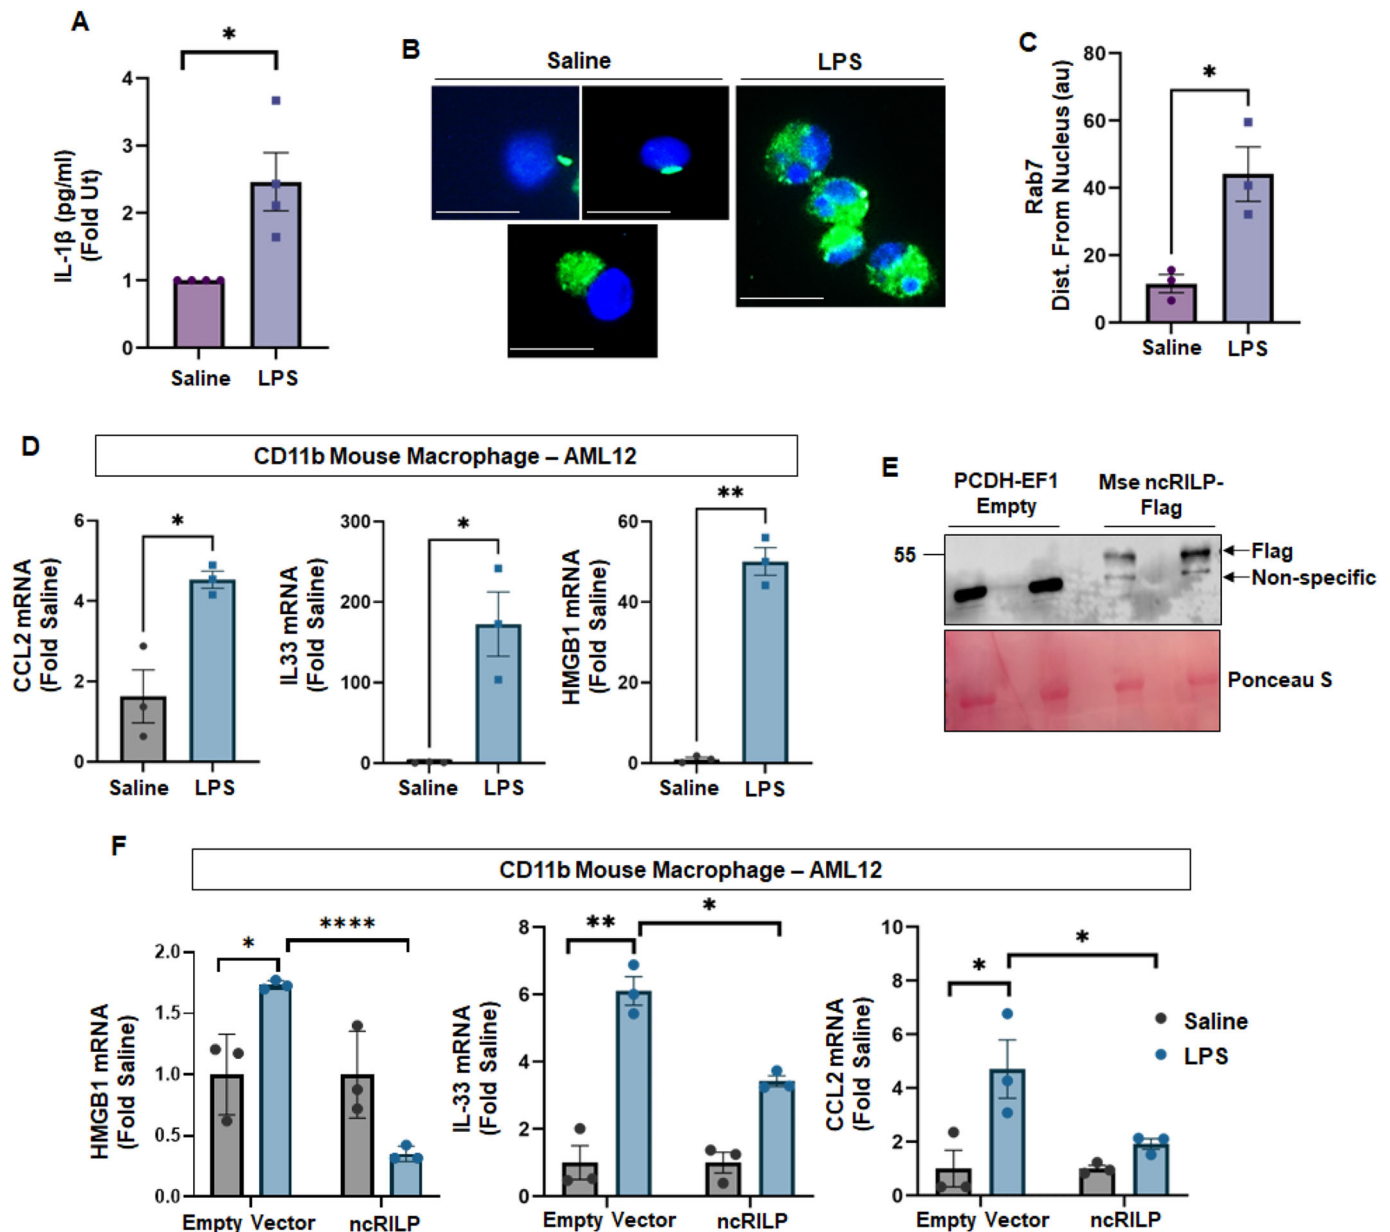 A
*
IL-1β (pg/ml)
(Fold Ut)
4
3
2
1
0
Saline
LPS
B
Saline
LPS
C
*
Rab7
Dist. From Nucleus (au)
80
60
40
20
0
Saline
LPS
D
CD11b Mouse Macrophage – AML12
*
CCL2 mRNA
(Fold Saline)
6
4
2
0
Saline
LPS
*
IL33 mRNA
(Fold Saline)
300
200
100
0
Saline
LPS
**
HMGB1 mRNA
(Fold Saline)
60
40
20
0
Saline
LPS
E
PCDH-EF1
Empty
Mse ncRILP-
Flag
55
Flag
Non-specific
Ponceau S
F
CD11b Mouse Macrophage – AML12
*
****
HMGB1 mRNA
(Fold Saline)
2.0
1.5
1.0
0.5
0.0
Empty Vector
ncRILP
**
*
IL-33 mRNA
(Fold Saline)
8
6
4
2
0
Empty Vector
ncRILP
*
*
CCL2 mRNA
(Fold Saline)
10
8
6
4
2
0
Empty Vector
ncRILP
Saline
LPS